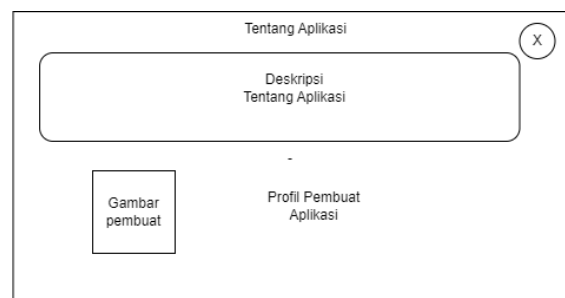 Tentang Aplikasi
X
Deskripsi
Tentang Aplikasi
-
Gambar
pembuat
Profil Pembuat
Aplikasi